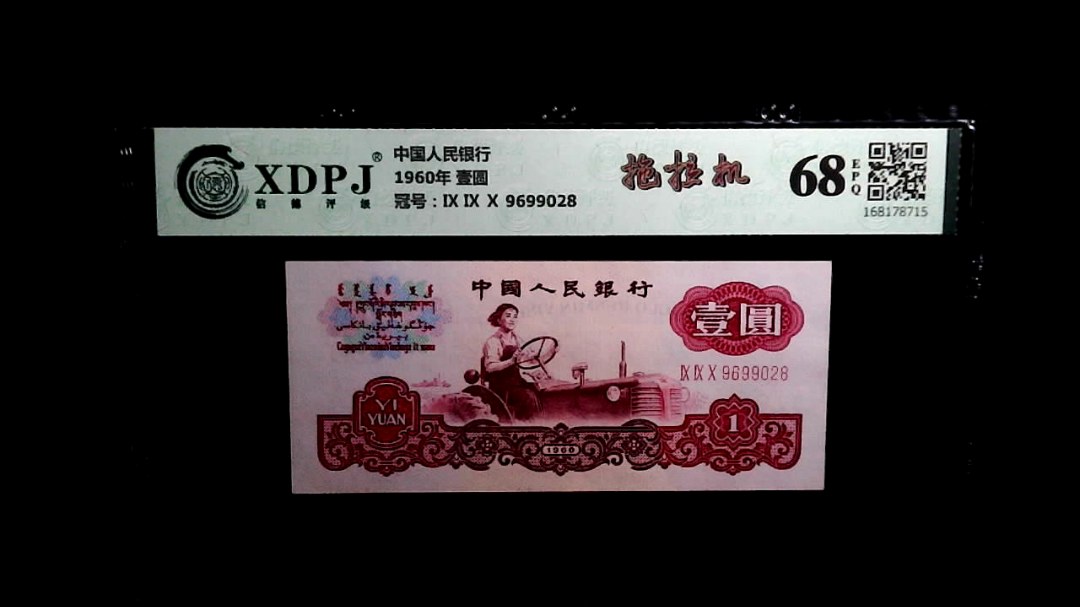 XDPJ®
信德评级
中国人民银行
1960年 壹圆
冠号：IX IX X 9699028
拖拉机
68
EPQ
168178715
中國人民銀行
壹圓
IX IX X 9699028
YI
YUAN
1
1960